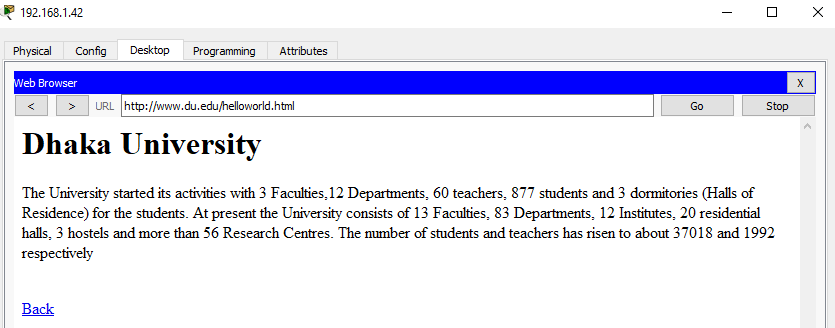 192.168.1.42
Physical Config Desktop Programming Attributes
Web Browser X
< > URL http://www.du.edu/helloworld.html Go Stop
Dhaka University
The University started its activities with 3 Faculties,12 Departments, 60 teachers, 877 students and 3 dormitories (Halls of
Residence) for the students. At present the University consists of 13 Faculties, 83 Departments, 12 Institutes, 20 residential
halls, 3 hostels and more than 56 Research Centres. The number of students and teachers has risen to about 37018 and 1992
respectively
Back